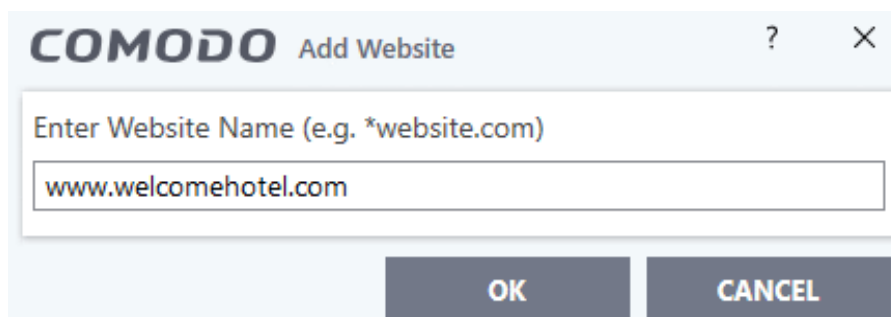 COMODO Add Website ? ×
Enter Website Name (e.g. *website.com)
www.welcomehotel.com
OK CANCEL